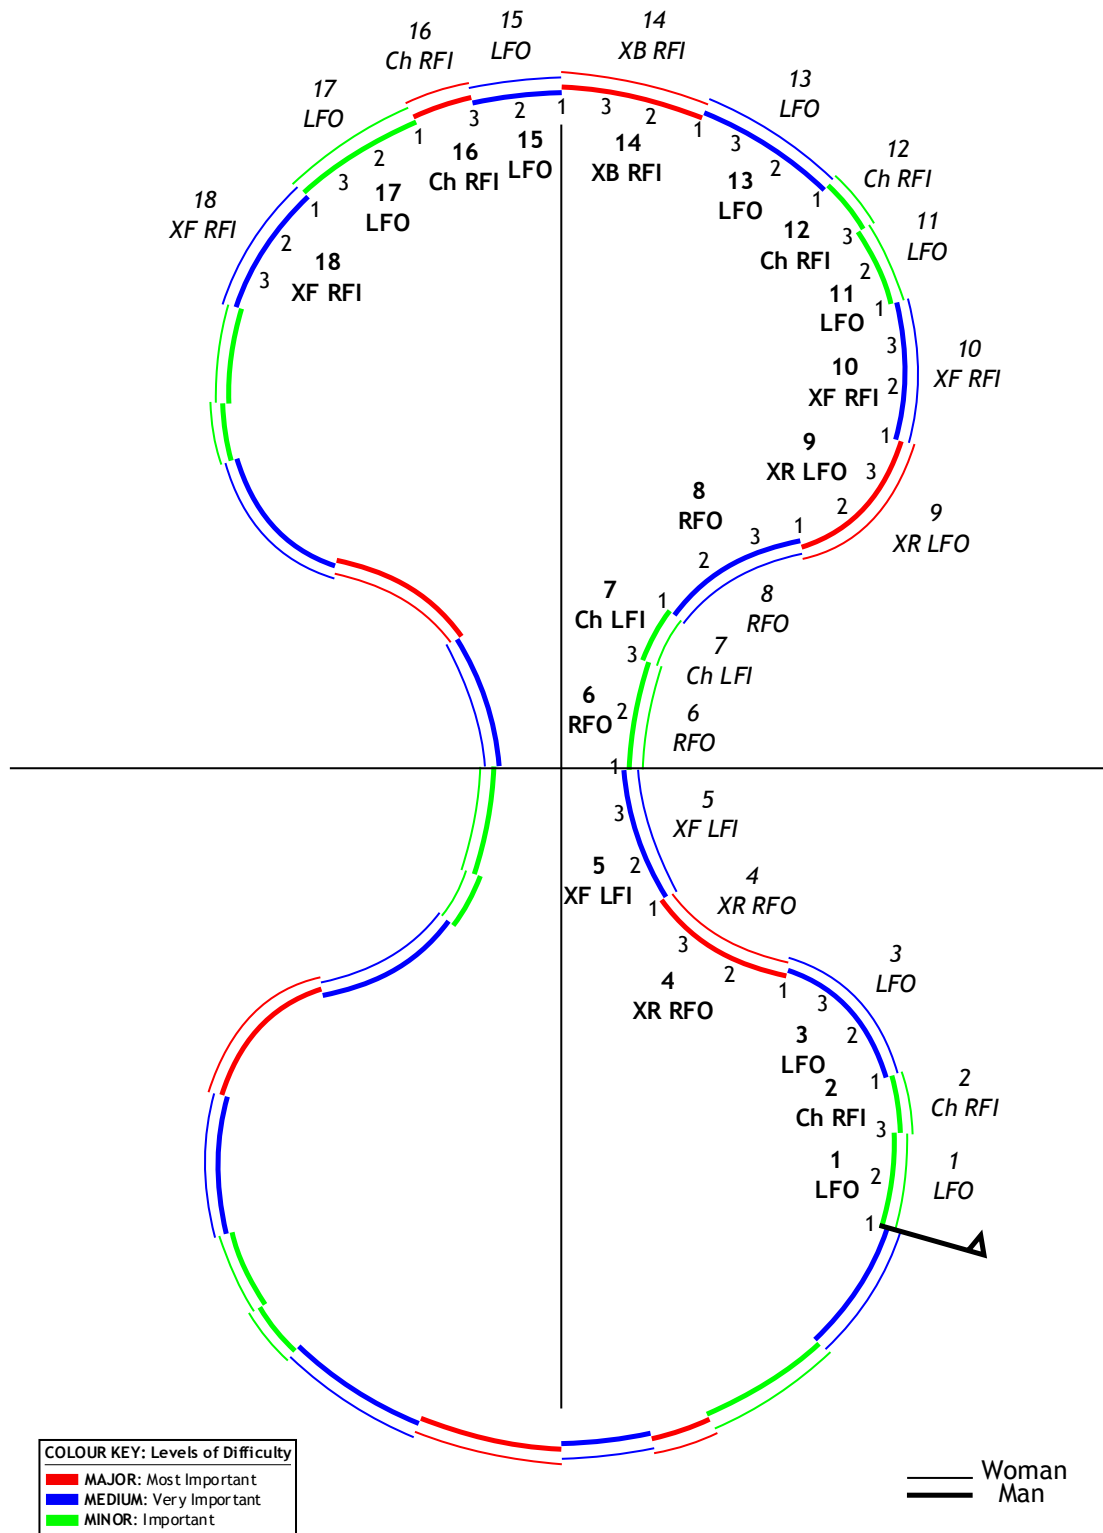 14
XB RFI
15
LFO
16
Ch RFI
13
LFO
17
LFO
12
Ch RFI
18
XF RFI
11
LFO
10
XF RFI
9
XR LFO
8
RFO
7
Ch LFI
6
RFO
5
XF LFI
4
XR RFO
3
LFO
2
Ch RFI
1
LFO
1 3 2 1
14
XB RFI
3 2
15
LFO
1
16
Ch RFI
3 2
17
LFO
1 2 3
18
XF RFI
3 2 1
13
LFO
12
Ch RFI
3 2 1
11
LFO
3 2 1
10
XF RFI
9
XR LFO
3 2 1
8
RFO
3 2 1
7
Ch LFI
3 2 1
6
RFO
3 2 1
5
XF LFI
3 2 1
4
XR RFO
3 2 1
3
LFO
2
Ch RFI
3 2 1
1
LFO
COLOUR KEY: Levels of Difficulty
MAJOR: Most Important
MEDIUM: Very Important
MINOR: Important
Woman
Man